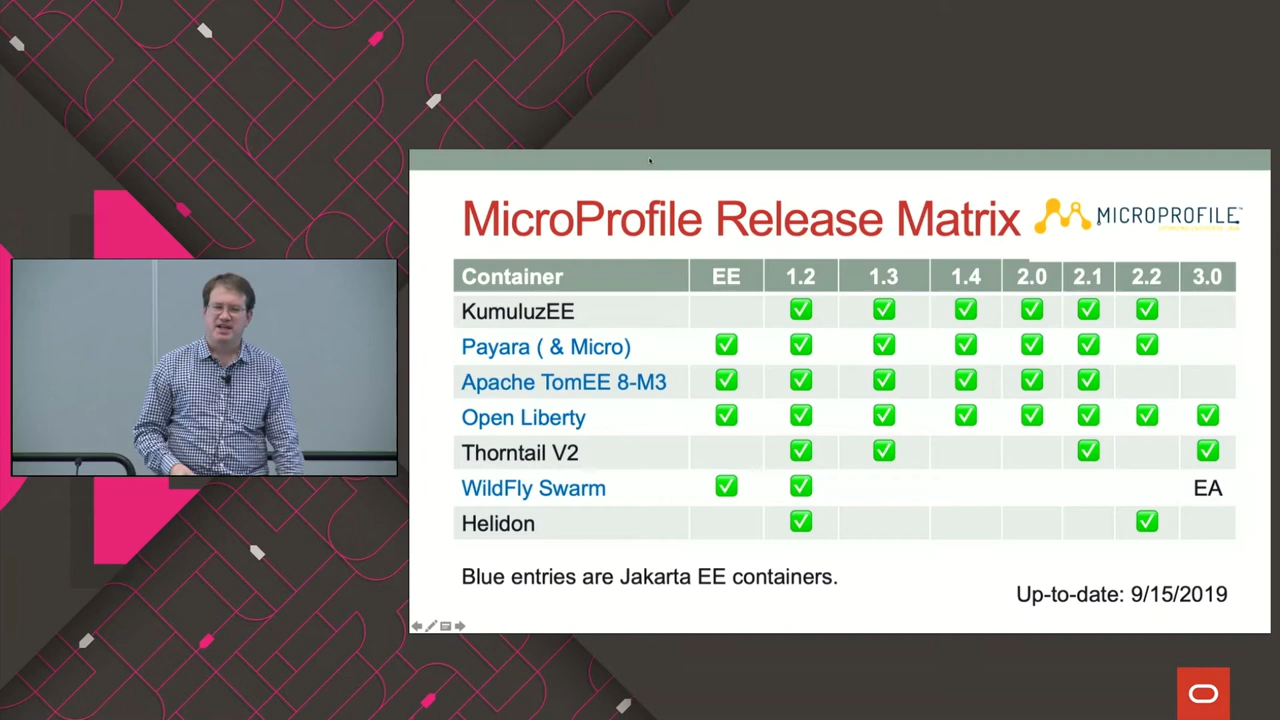 MicroProfile Release Matrix
MICROPROFILE™
Container EE 1.2 1.3 1.4 2.0 2.1 2.2 3.0
KumuluzEE ✅ ✅ ✅ ✅ ✅ ✅
Payara ( & Micro) ✅ ✅ ✅ ✅ ✅ ✅ ✅
Apache TomEE 8-M3 ✅ ✅ ✅ ✅ ✅ ✅
Open Liberty ✅ ✅ ✅ ✅ ✅ ✅ ✅ ✅
Thorntail V2 ✅ ✅ ✅ ✅
WildFly Swarm ✅ ✅ EA
Helidon ✅ ✅
Blue entries are Jakarta EE containers.
Up-to-date: 9/15/2019